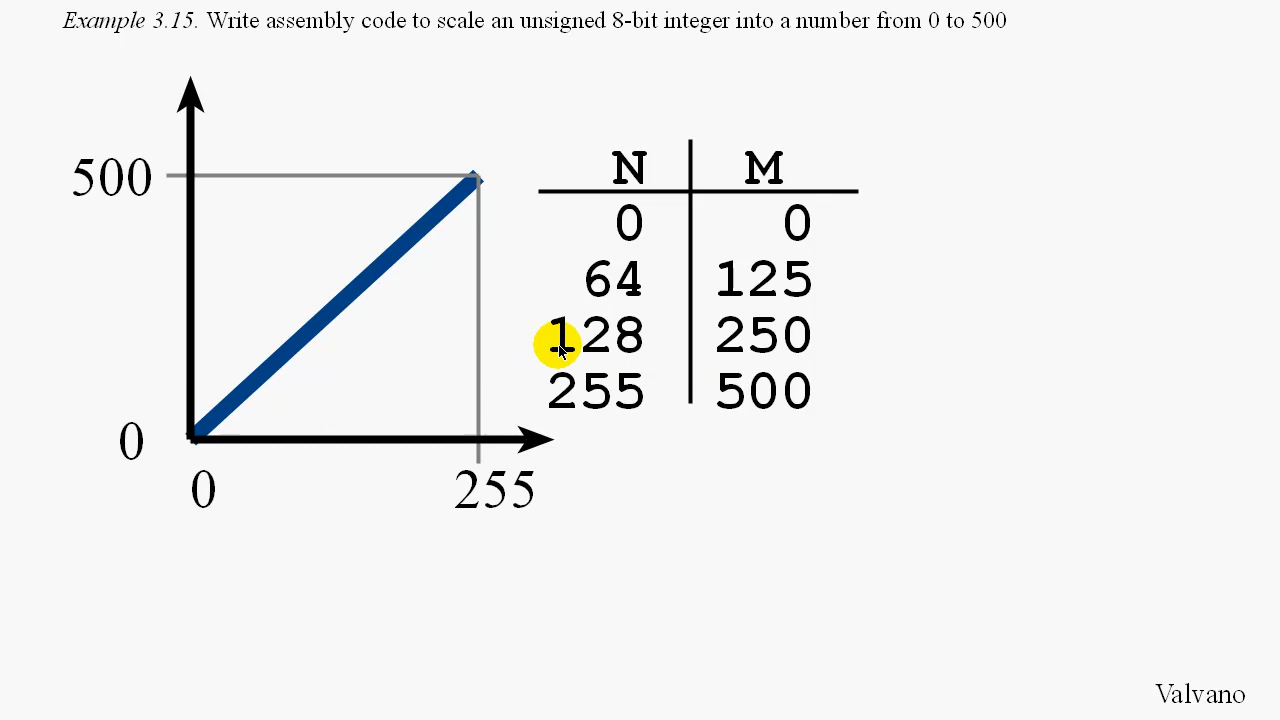 Example 3.15. Write assembly code to scale an unsigned 8-bit integer into a number from 0 to 500
500
0
0 255
N M
0 0
64 125
128 250
255 500
Valvano